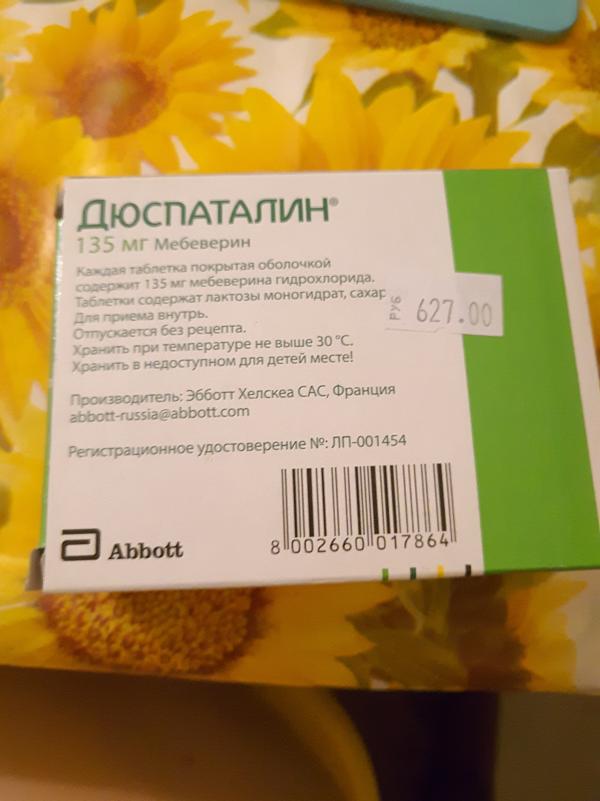 ДЮСПАТАЛИН®
135 мг Мебеверин
Каждая таблетка покрытая оболочкой
содержит 135 мг мебеверина гидрохлорида.
Таблетки содержат лактозы моногидрат, сахар
Для приема внутрь.
Отпускается без рецепта.
Хранить при температуре не выше 30 °C.
Хранить в недоступном для детей месте!
РУБ 627.00
Производитель: Эбботт Хелскеа САС, Франция
abbott-russia@abbott.com
Регистрационное удостоверение №: ЛП-001454
Abbott
8 002660 017864